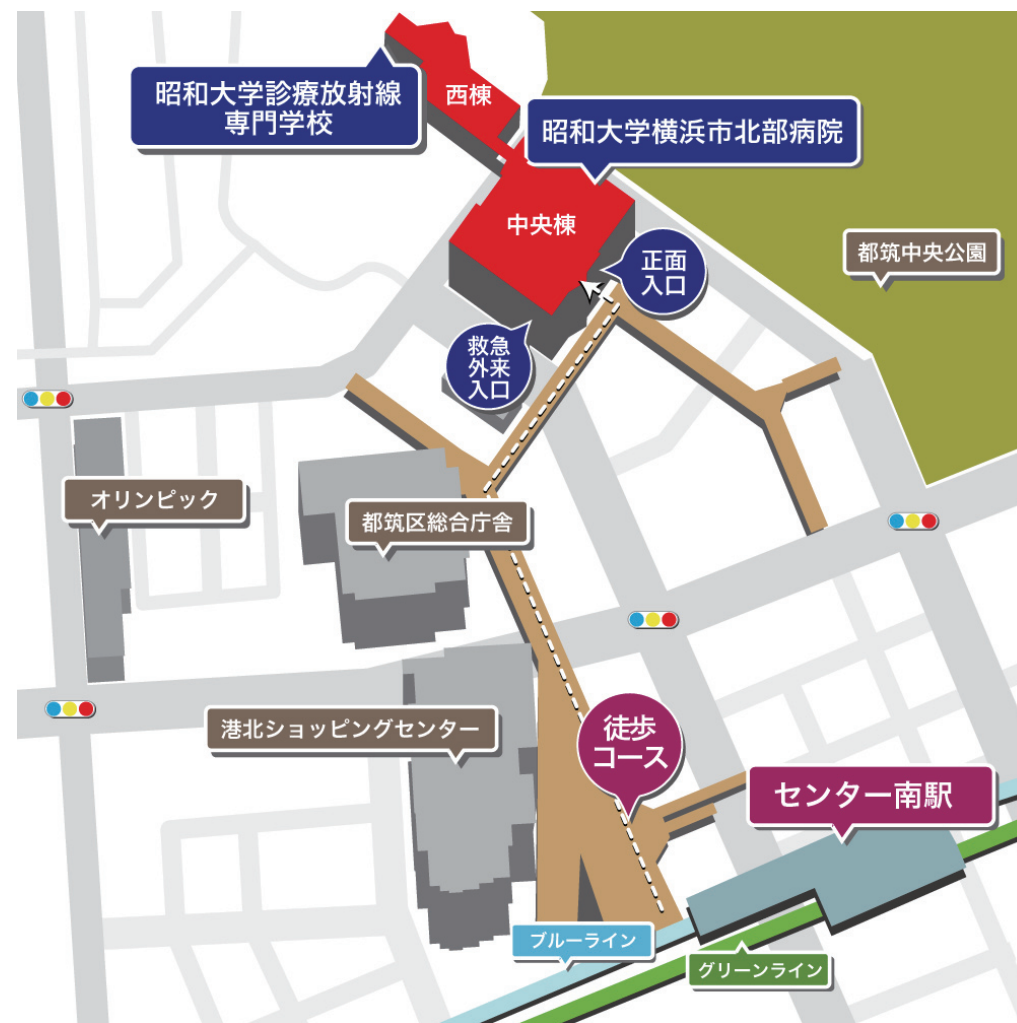 昭和大学診療放射線
専門学校
西棟
昭和大学横浜市北部病院
中央棟
正面
入口
都筑中央公園
救急
外来
入口
オリンピック
都筑区総合庁舎
港北ショッピングセンター
徒歩
コース
センター南駅
ブルーライン
グリーンライン